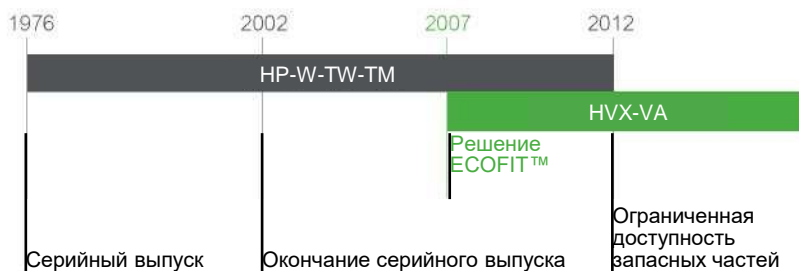 1976 2002 2007 2012
HP-W-TW-TM
HVX-VA
Решение
ECOFIT™
Ограниченная
доступность
запасных частей
Серийный выпуск
Окончание серийного выпуска